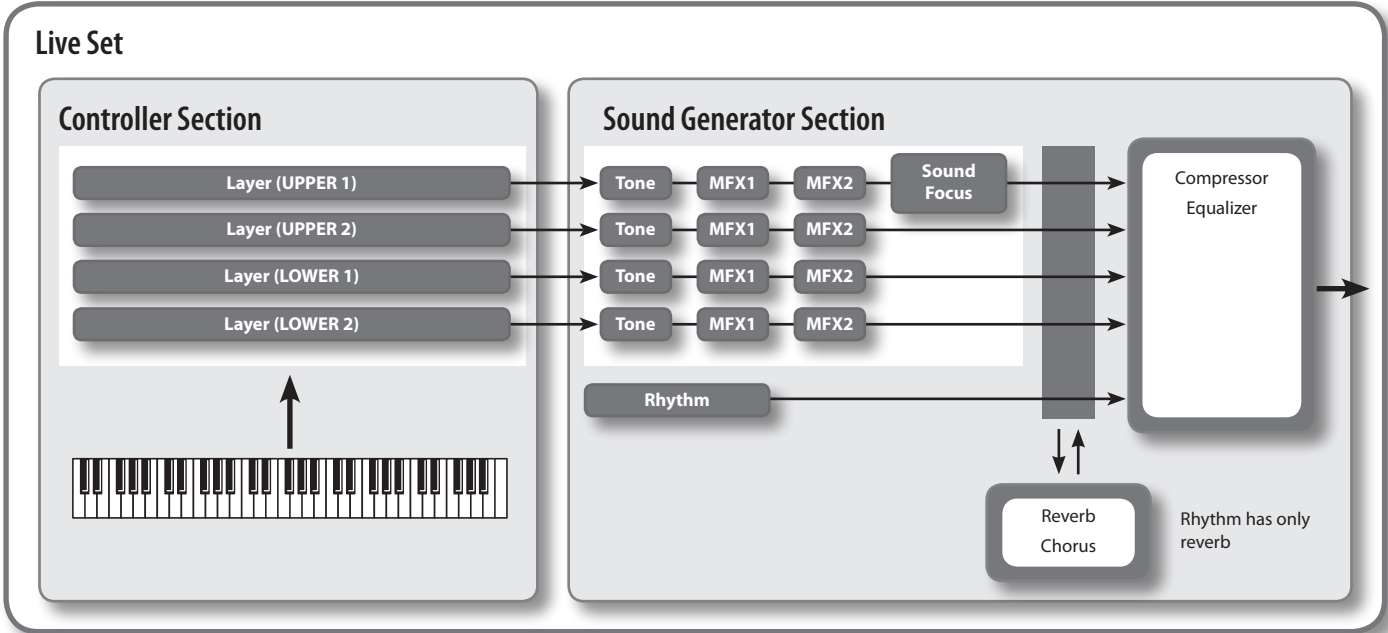 Live Set
Controller Section
Layer (UPPER 1)
Layer (UPPER 2)
Layer (LOWER 1)
Layer (LOWER 2)
Sound Generator Section
Tone MFX1 MFX2 Sound
Focus
Tone MFX1 MFX2
Tone MFX1 MFX2
Tone MFX1 MFX2
Rhythm
Compressor
Equalizer
Reverb
Chorus
Rhythm has only
reverb